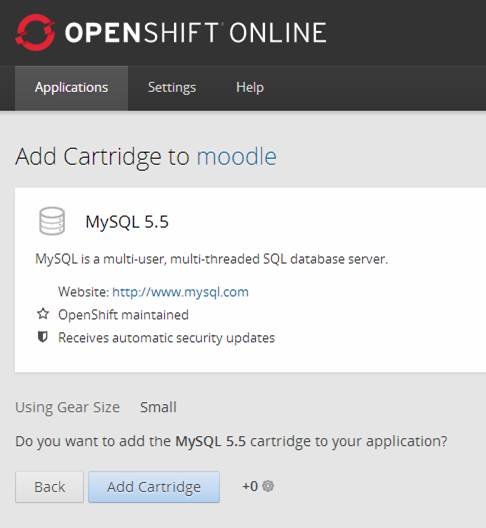 OPENSHIFT ONLINE
Applications Settings Help
Add Cartridge to moodle
MySQL 5.5
MySQL is a multi-user, multi-threaded SQL database server.
Website: http://www.mysql.com
OpenShift maintained
Receives automatic security updates
Using Gear Size Small
Do you want to add the MySQL 5.5 cartridge to your application?
Back Add Cartridge +0